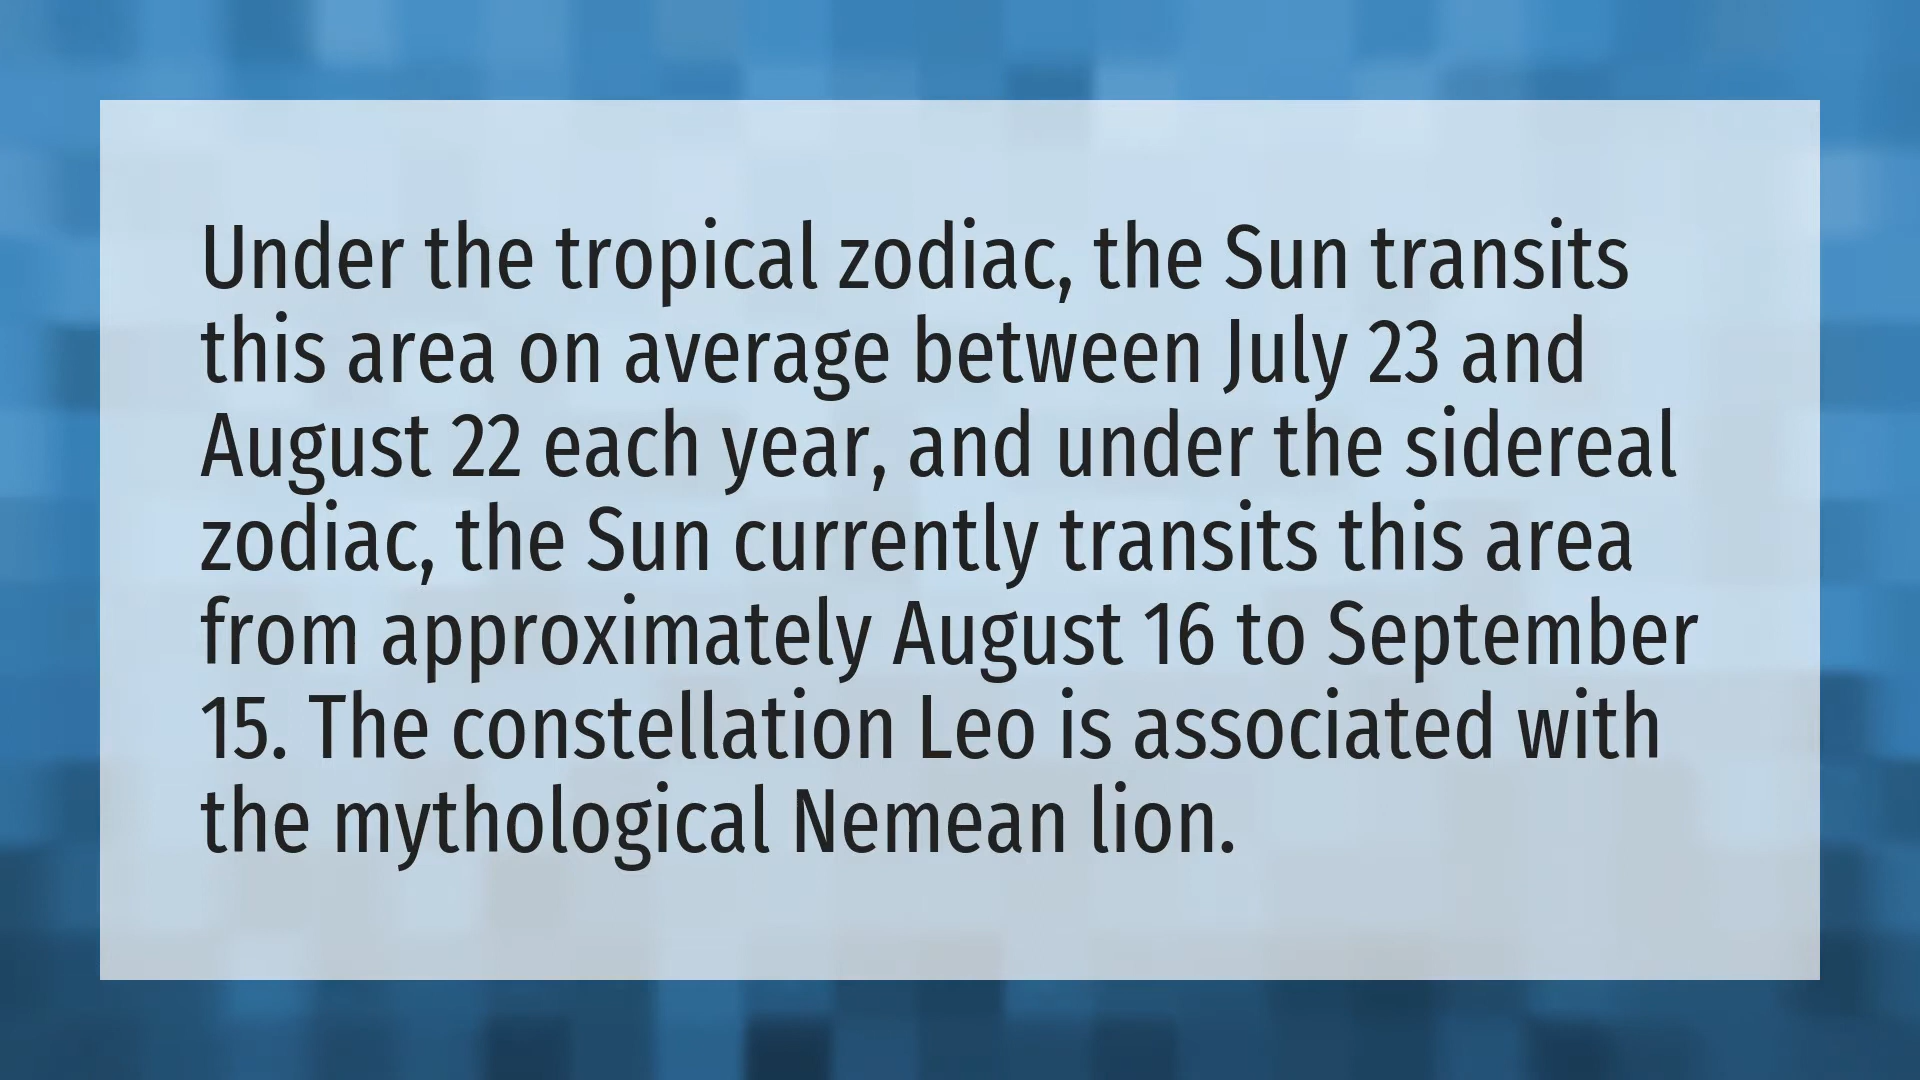 Under the tropical zodiac, the Sun transits
this area on average between July 23 and
August 22 each year, and under the sidereal
zodiac, the Sun currently transits this area
from approximately August 16 to September
15. The constellation Leo is associated with
the mythological Nemean lion.